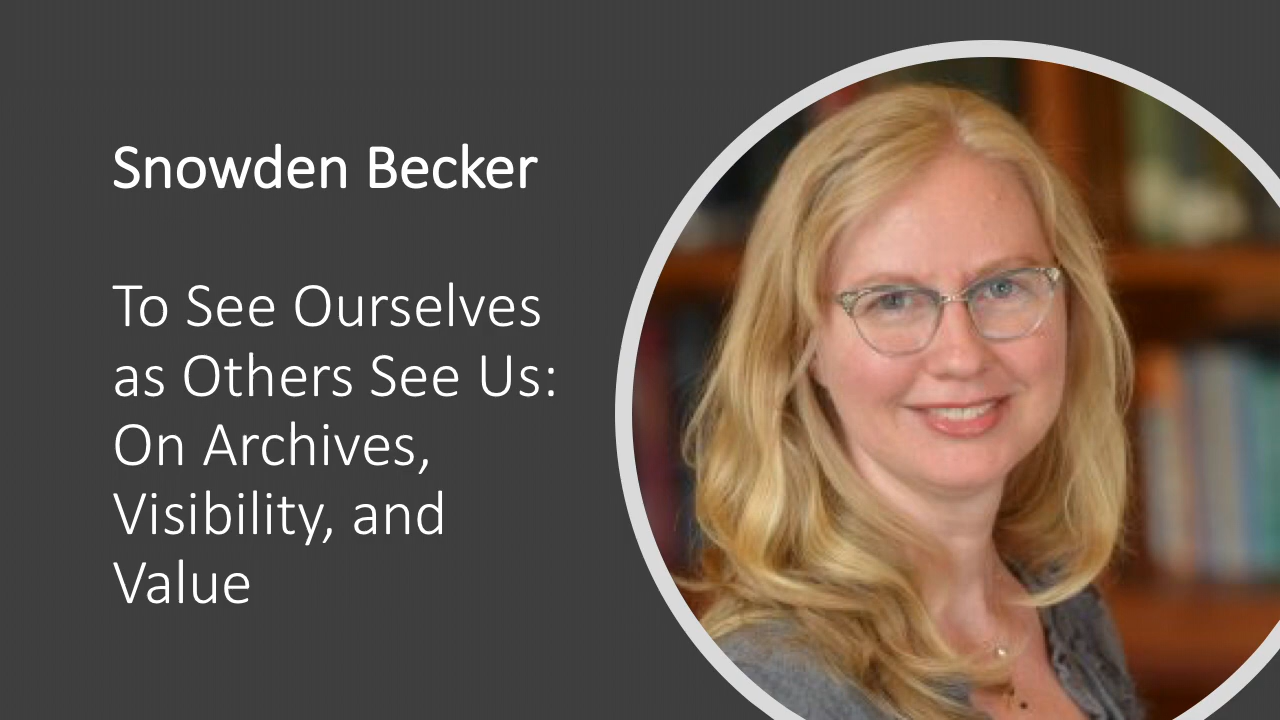 Snowden Becker
To See Ourselves
as Others See Us:
On Archives,
Visibility, and
Value